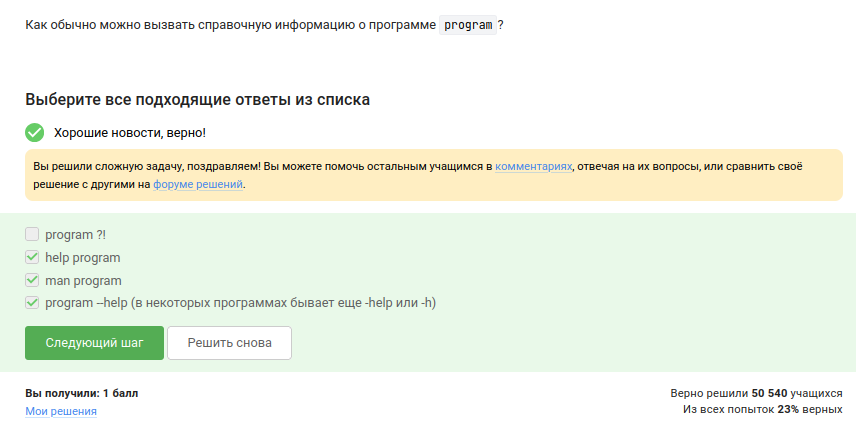 Как обычно можно вызвать справочную информацию о программе program?
Выберите все подходящие ответы из списка
Хорошие новости, верно!
Вы решили сложную задачу, поздравляем! Вы можете помочь остальным учащимся в комментариях, отвечая на их вопросы, или сравнить своё
решение с другими на форуме решений.
program ?!
help program
man program
program --help (в некоторых программах бывает еще -help или -h)
Следующий шаг
Решить снова
Вы получили: 1 балл
Верно решили 50 540 учащихся
Мои решения
Из всех попыток 23% верных